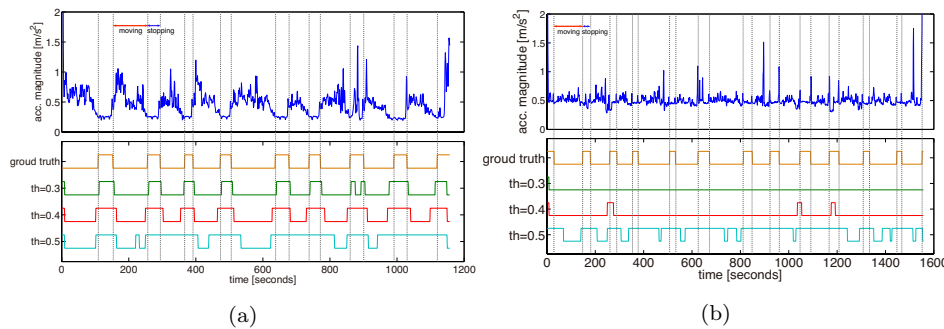 2
1.5
1
0.5
0
acc. magnitude [m/s²]
moving stopping
groud truth
th=0.3
th=0.4
th=0.5
0 200 400 600 800 1000 1200
time [seconds]
(a)
2
1.5
1
0.5
0
acc. magnitude [m/s²]
moving stopping
groud truth
th=0.3
th=0.4
th=0.5
0 200 400 600 800 1000 1200 1400 1600
time [seconds]
(b)